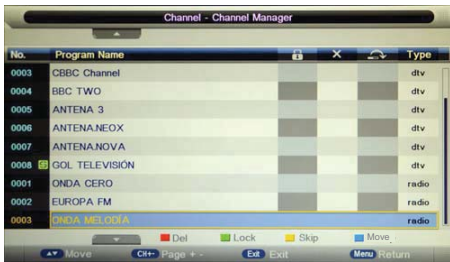 Channel - Channel Manager
No. Program Name Type
0003 CBBC Channel dtv
0004 BBC TWO dtv
0005 ANTENA 3 dtv
0006 ANTENA.NEOX dtv
0007 ANTENA.NOVA dtv
0008 GOL TELEVISIÓN dtv
0001 ONDA CERO radio
0002 EUROPA FM radio
0003 ONDA MELODÍA radio
Del Lock Skip Move
Move CH+- Page + - Exit Exit Menu Return